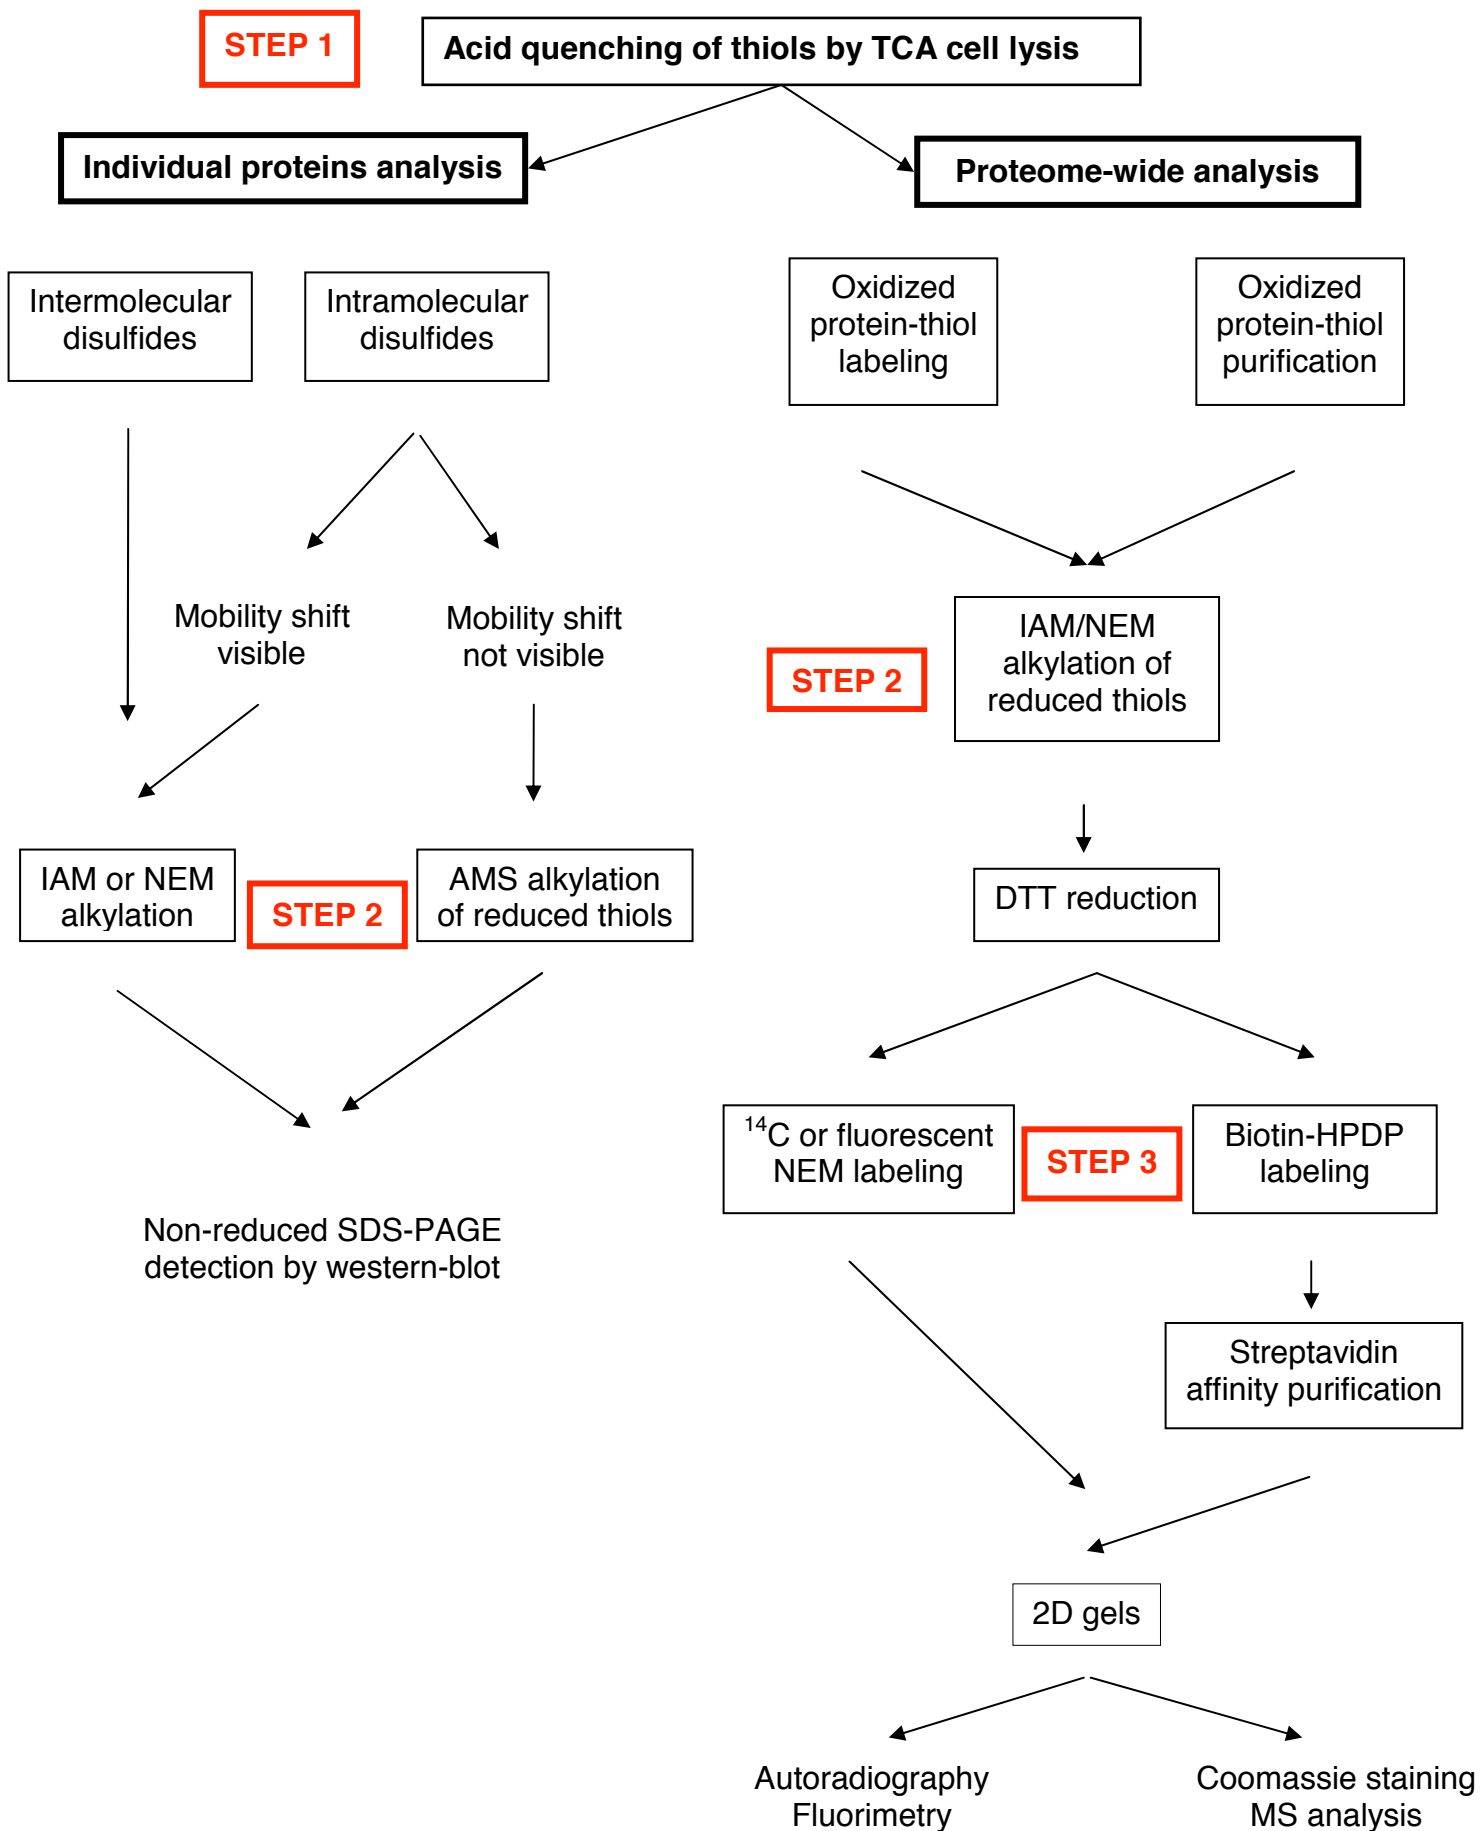 STEP 1
Acid quenching of thiols by TCA cell lysis
Individual proteins analysis
Proteome-wide analysis
Intermolecular
disulfides
Intramolecular
disulfides
Oxidized
protein-thiol
labeling
Oxidized
protein-thiol
purification
Mobility shift
visible
Mobility shift
not visible
STEP 2
IAM/NEM
alkylation of
reduced thiols
IAM or NEM
alkylation
STEP 2
AMS alkylation
of reduced thiols
DTT reduction
¹⁴C or fluorescent
NEM labeling
STEP 3
Biotin-HPDP
labeling
Non-reduced SDS-PAGE
detection by western-blot
Streptavidin
affinity purification
2D gels
Autoradiography
Fluorimetry
Coomassie staining
MS analysis